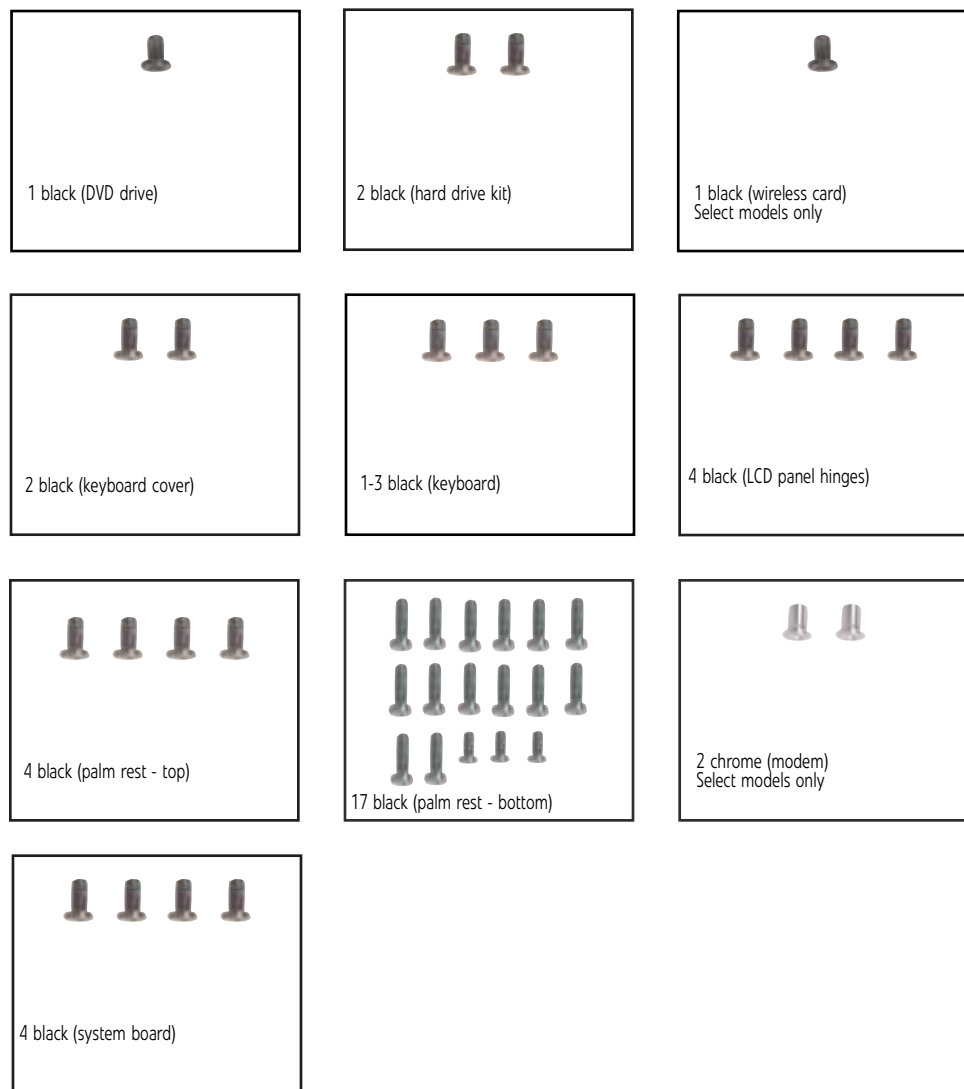 1 black (DVD drive)
2 black (hard drive kit)
1 black (wireless card)
Select models only
2 black (keyboard cover)
1-3 black (keyboard)
4 black (LCD panel hinges)
4 black (palm rest - top)
17 black (palm rest - bottom)
2 chrome (modem)
Select models only
4 black (system board)